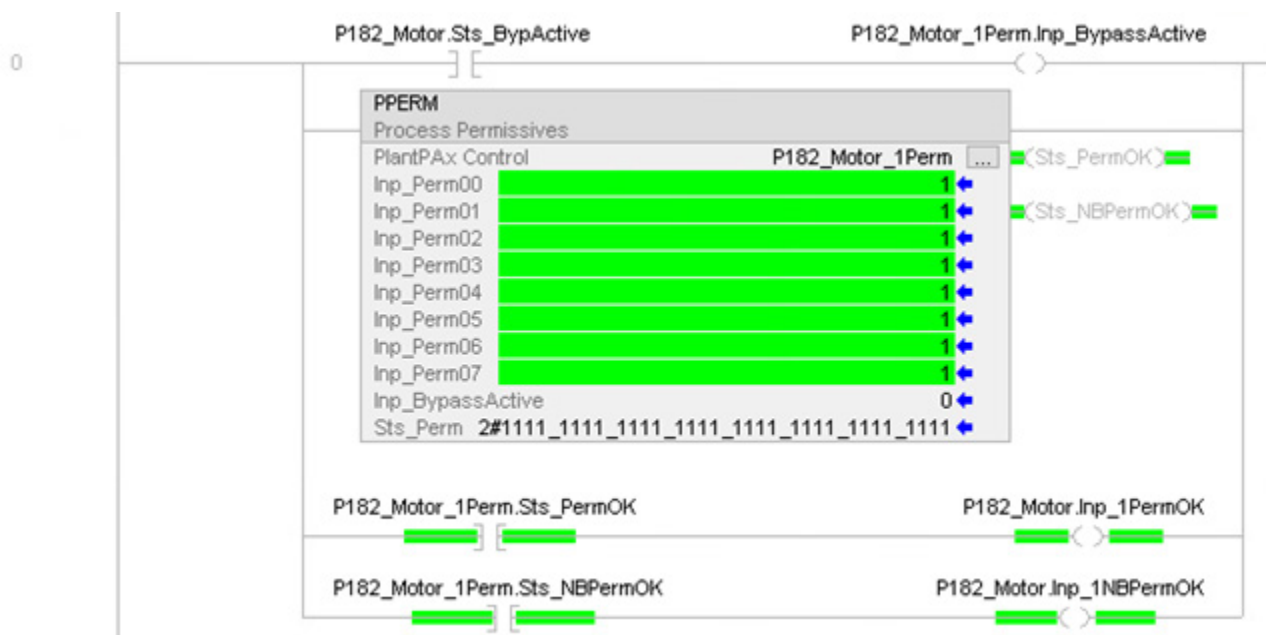 P182_Motor.Sts_BypActive P182_Motor_1Perm.Inp_BypassActive
0
PPERM
Process Permissives
PlantPAx Control P182_Motor_1Perm ... (Sts_PermOK)
Inp_Perm00 1
Inp_Perm01 1 (Sts_NBPermOK)
Inp_Perm02 1
Inp_Perm03 1
Inp_Perm04 1
Inp_Perm05 1
Inp_Perm06 1
Inp_Perm07 1
Inp_BypassActive 0
Sts_Perm 2#1111_1111_1111_1111_1111_1111_1111_1111
P182_Motor_1Perm.Sts_PermOK P182_Motor.Inp_1PermOK
P182_Motor_1Perm.Sts_NBPermOK P182_Motor.Inp_1NBPermOK